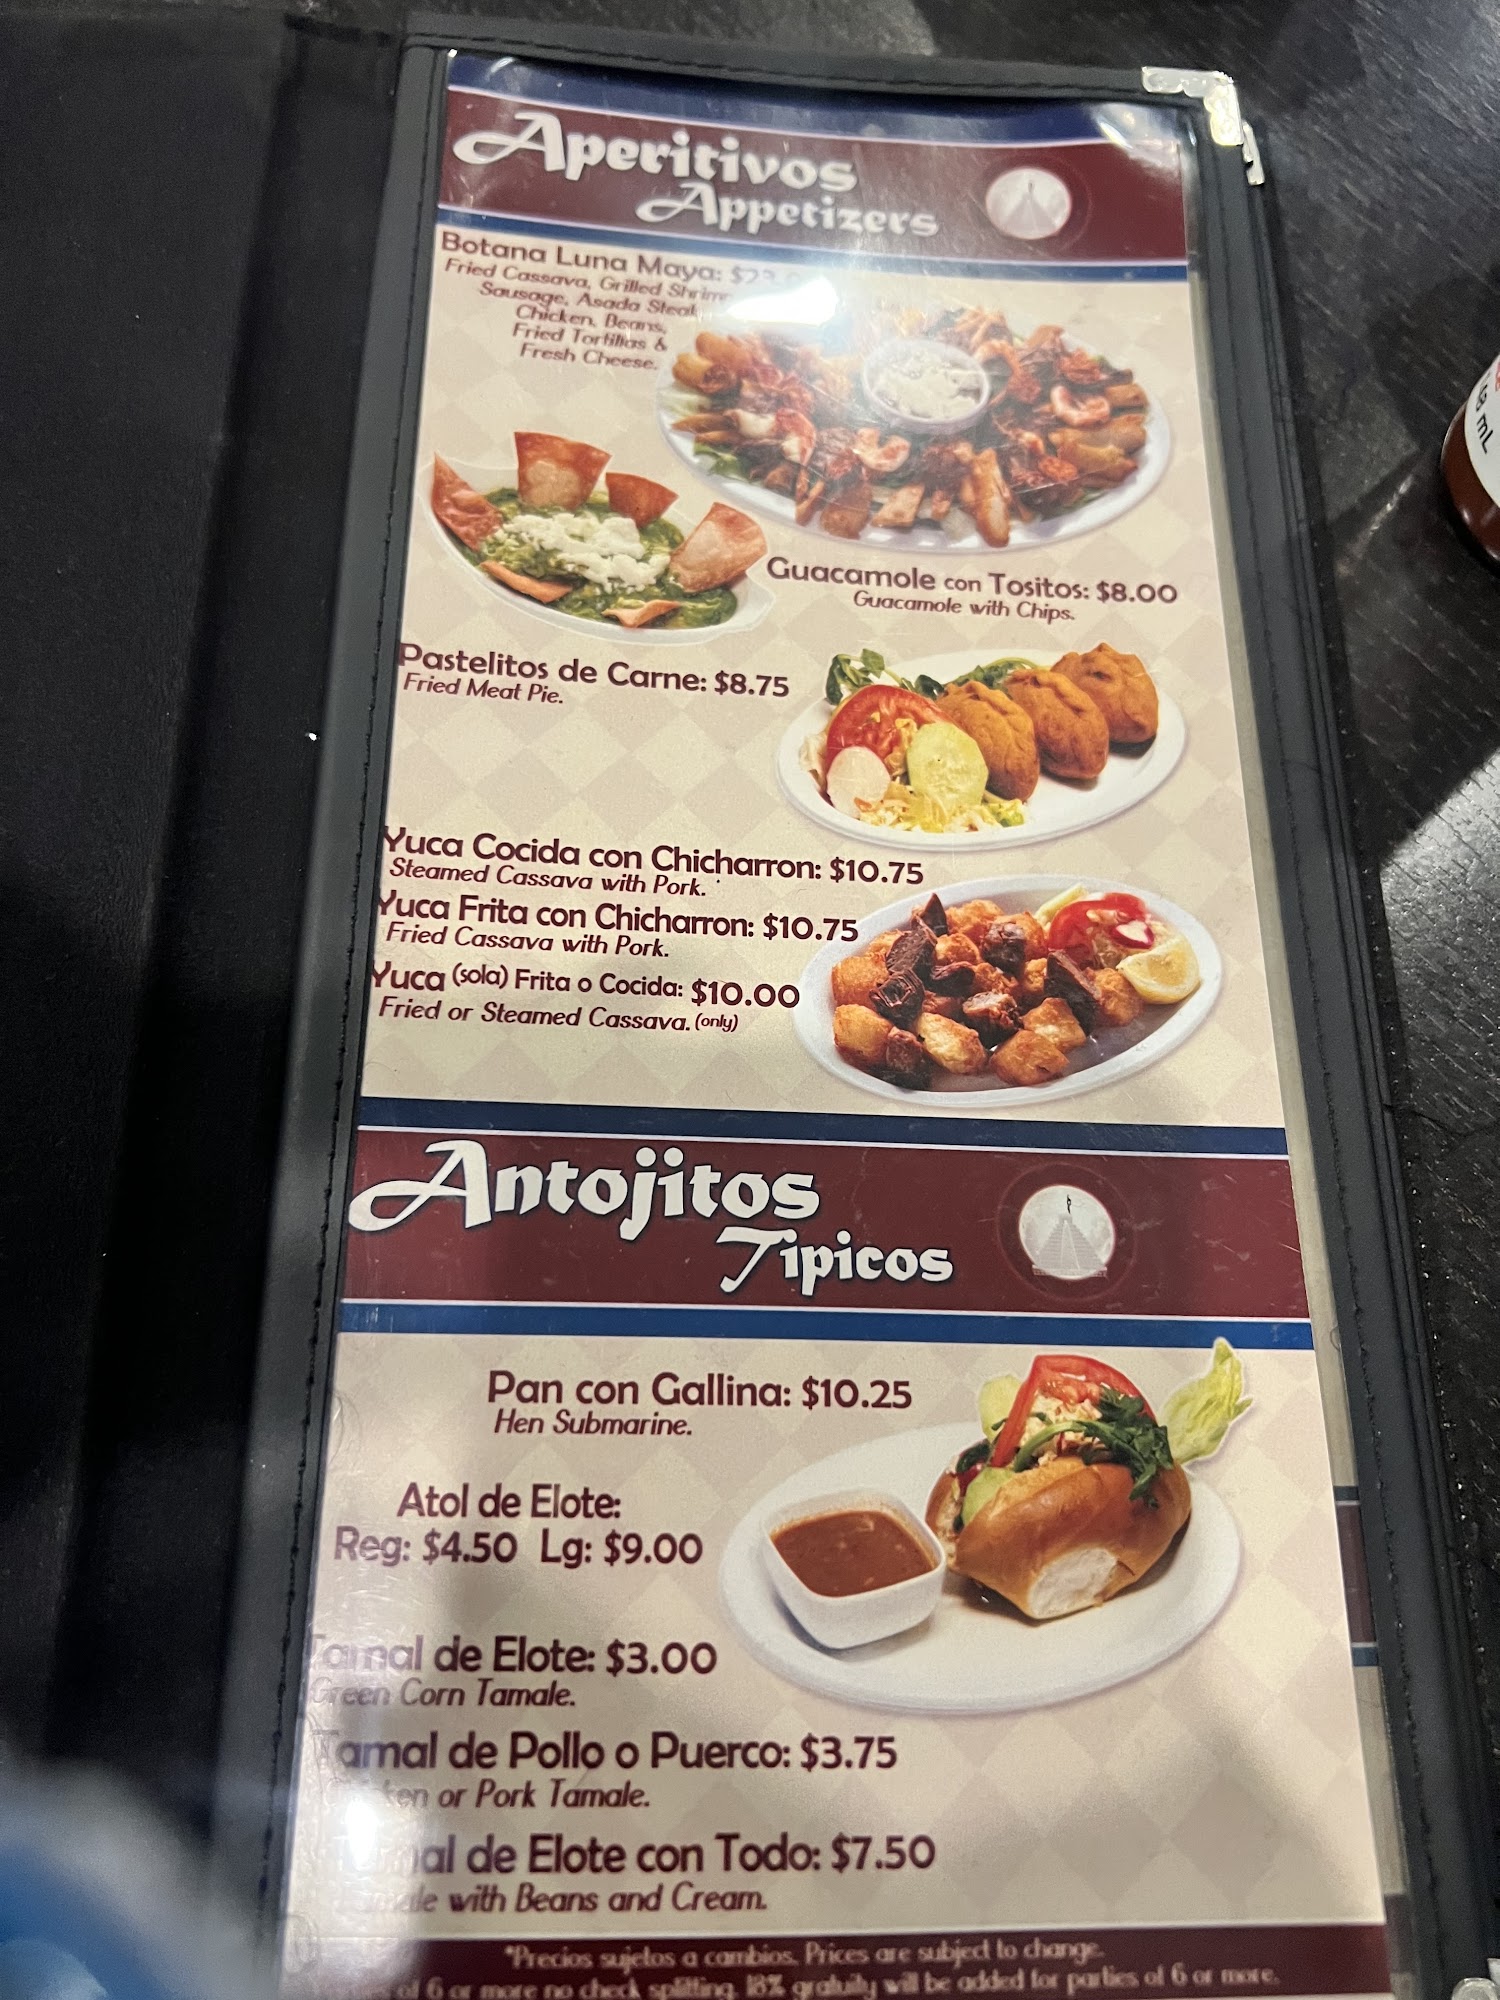 Aperitivos
Appetizers
Botana Luna Maya:
Fried Cassava, Grilled Shrimp
Sausage, Asada Steak
Chicken, Beans,
Fried Tortillas &
Fresh Cheese.
Guacamole con Tositos: $8.00
Guacamole with Chips.
Pastelitos de Carne: $8.75
Fried Meat Pie.
Yuca Cocida con Chicharron: $10.75
Steamed Cassava with Pork.
Yuca Frita con Chicharron: $10.75
Fried Cassava with Pork.
Yuca (sola) Frita o Cocida: $10.00
Fried or Steamed Cassava. (only)
Antojitos
Tipicos
Pan con Gallina: $10.25
Hen Submarine.
Atol de Elote:
Reg: $4.50 Lg: $9.00
Tamal de Elote: $3.00
Green Corn Tamale.
Tamal de Pollo o Puerco: $3.75
or Pork Tamale.
de Elote con Todo: $7.50
with Beans and Cream.
*Precios sujetos a cambios. Prices are subject to change.
of 6 or more no check splitting. 18% gratuity will be added for parties of 6 or more.
mL